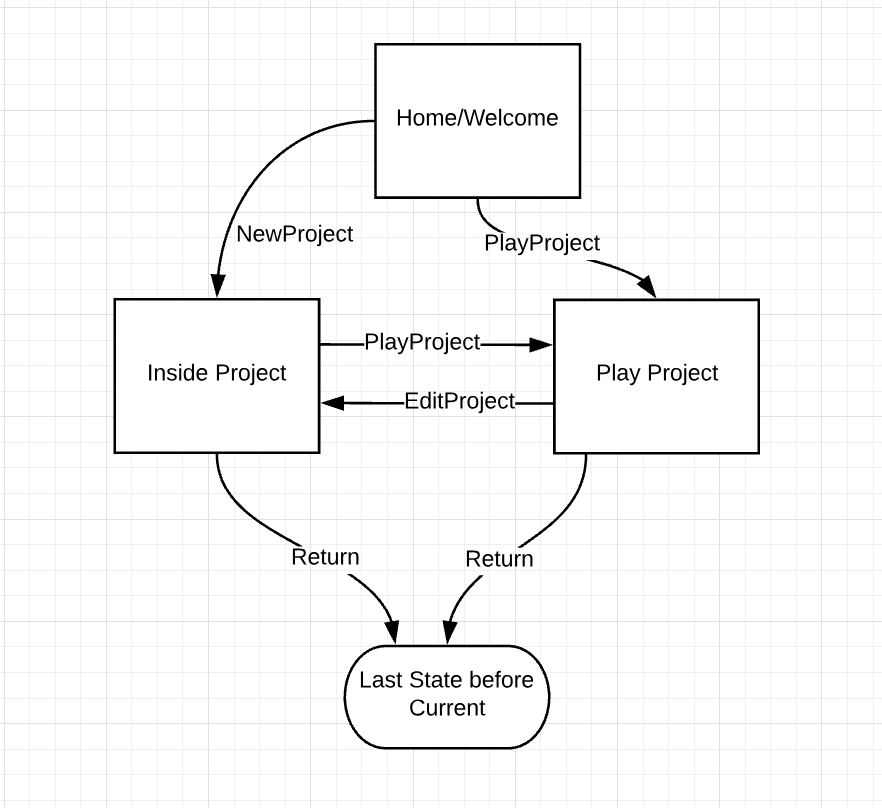 Home/Welcome
NewProject
PlayProject
PlayProject
Inside Project
Play Project
EditProject
Return
Return
Last State before
Current